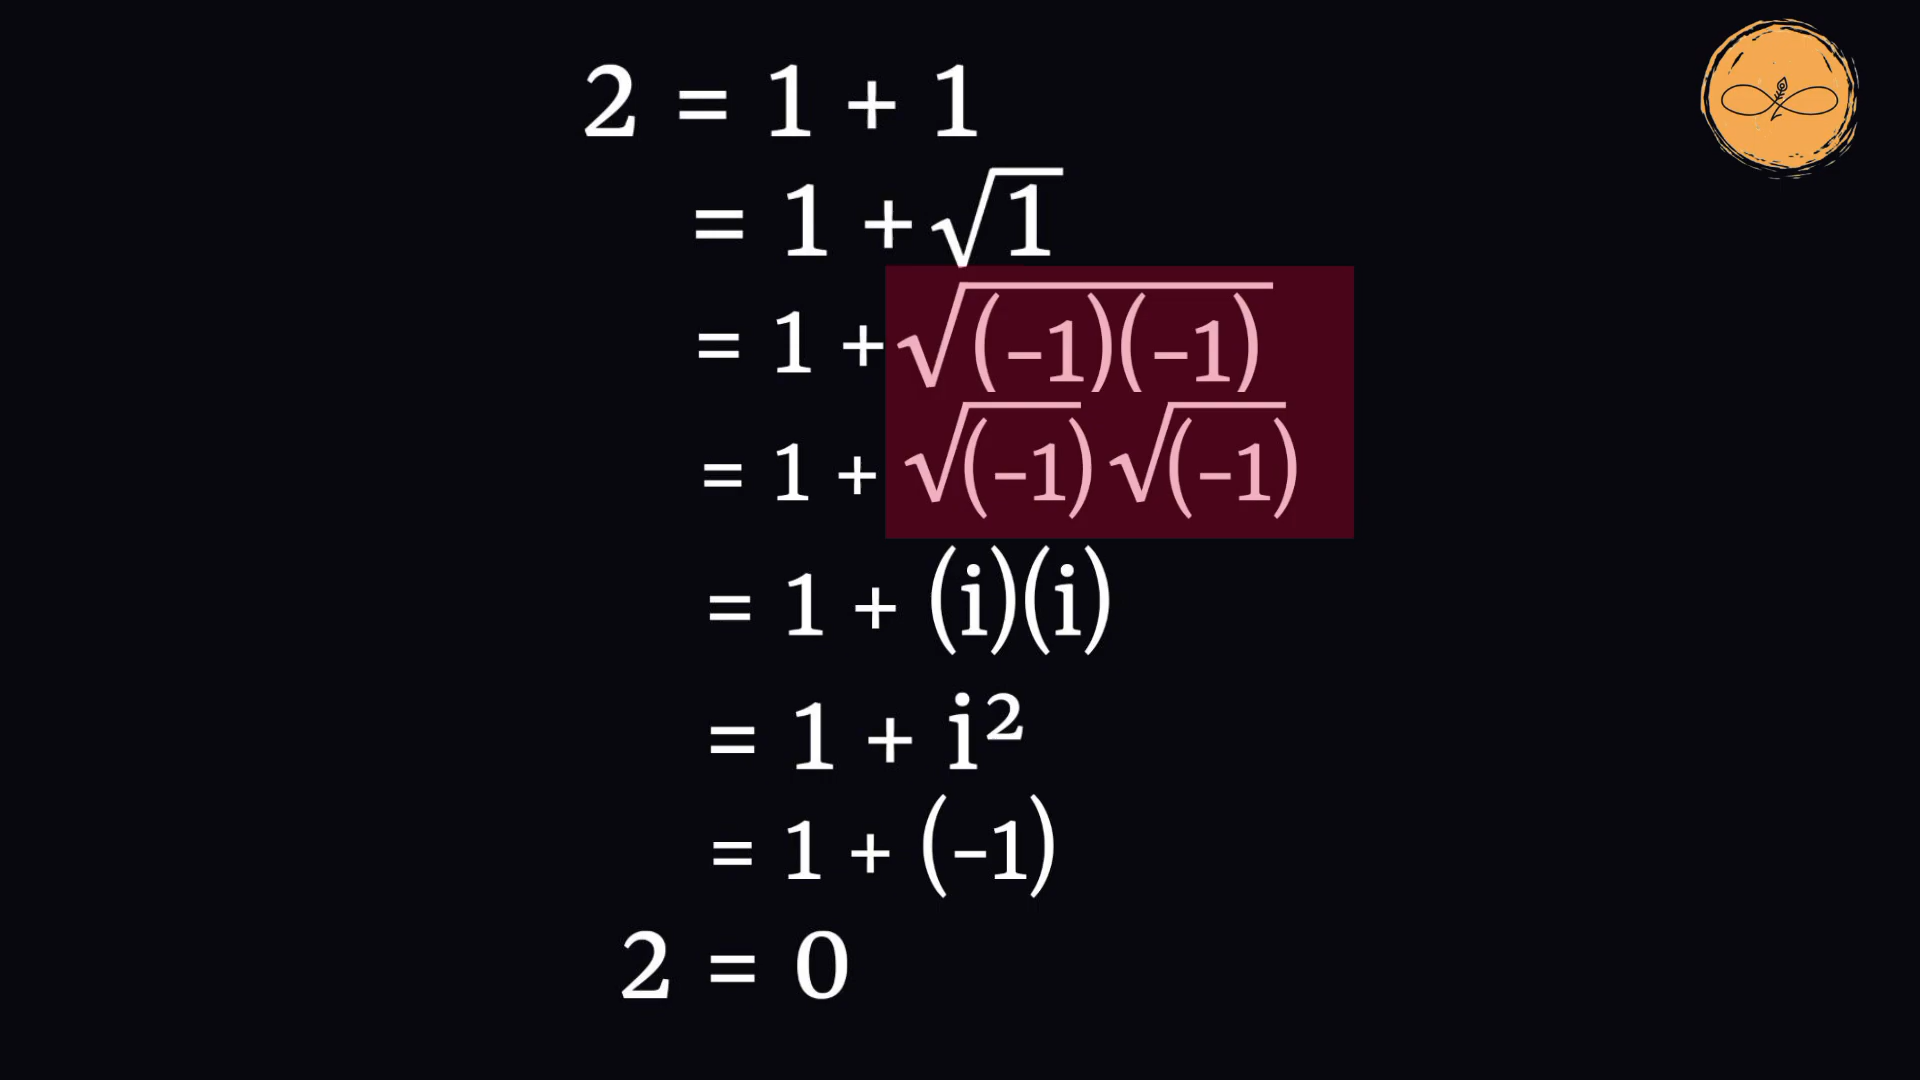 2 = 1 + 1
= 1 + √1
= 1 + √(-1)(-1)
= 1 + √(-1) √(-1)
= 1 + (i)(i)
= 1 + i²
= 1 + (-1)
2 = 0